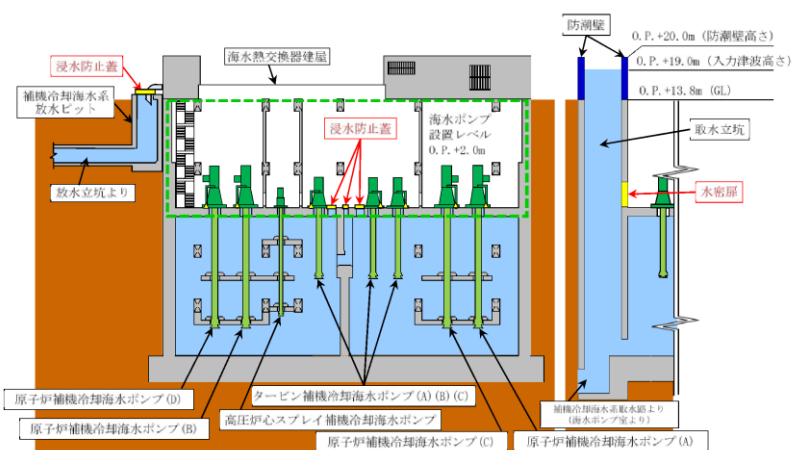 防潮壁
O.P.+20.0m (防潮壁高さ)
O.P.+19.0m (入力津波高さ)
O.P.+13.8m (GL)
海水熱交換器建屋
浸水防止蓋
補機冷却海水系
放水ピット
浸水防止蓋
海水ポンプ
設置レベル
O.P.+2.0m
取水立坑
放水立坑より
水密扉
原子炉補機冷却海水ポンプ(D)
タービン補機冷却海水ポンプ(A)(B)(C)
補機冷却海水系取水路より
(海水ポンプ室より)
原子炉補機冷却海水ポンプ(B)
高圧炉心スプレイ補機冷却海水ポンプ
原子炉補機冷却海水ポンプ(C)
原子炉補機冷却海水ポンプ(A)